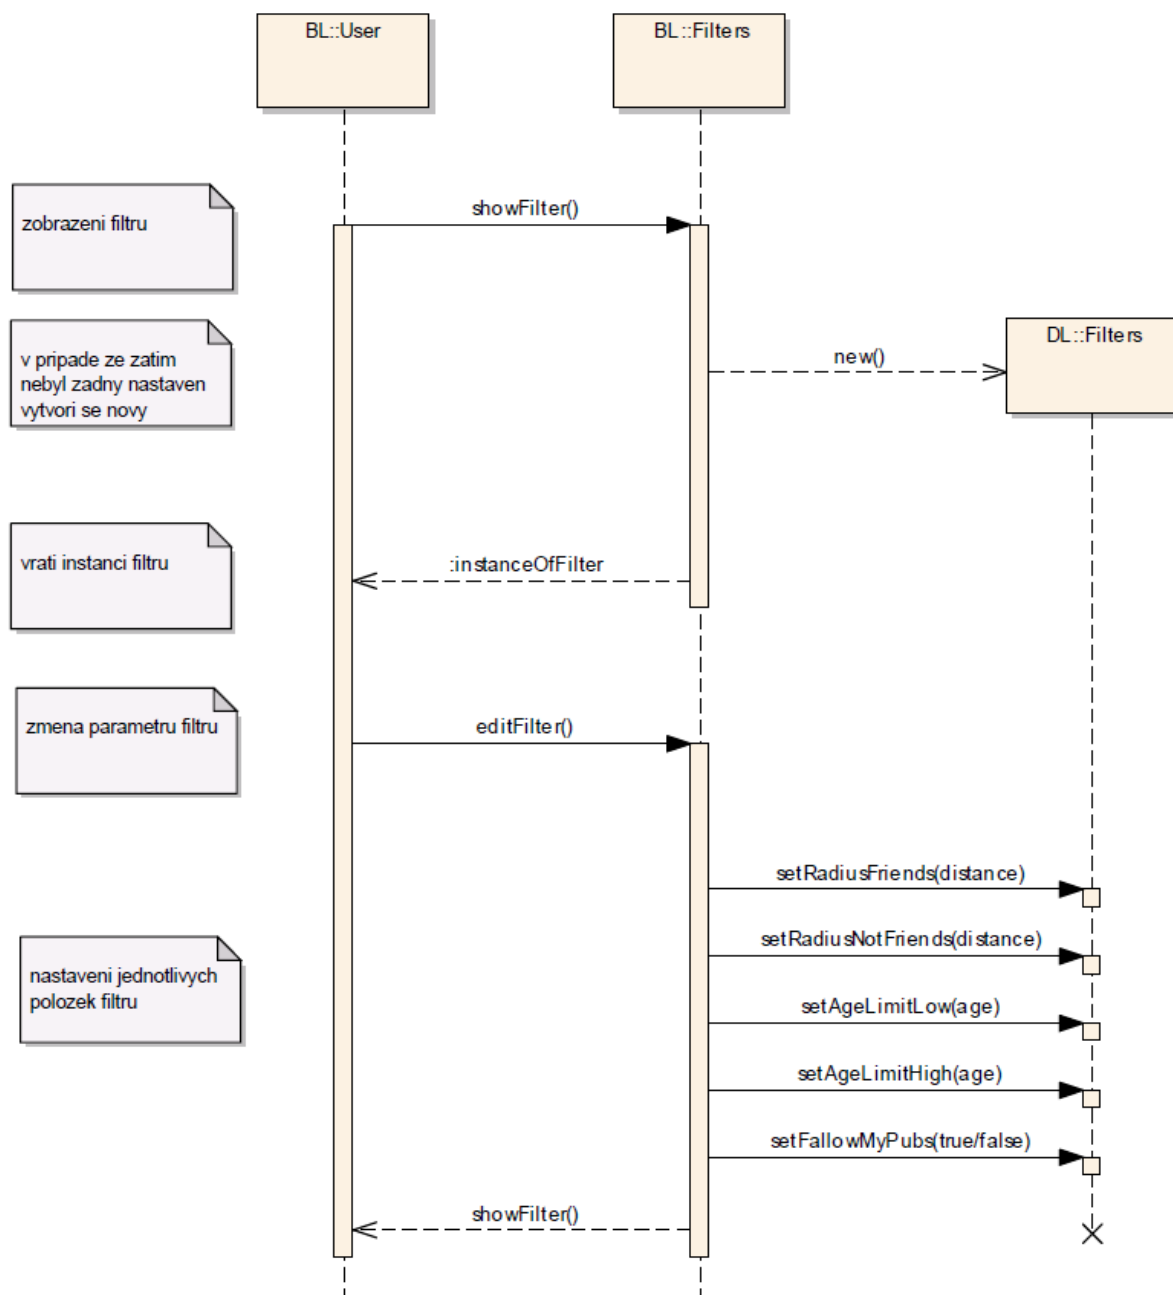 BL::User
BL::Filters
zobrazeni filtru
showFilter()
v pripade ze zatim
nebyl zadny nastaven
vytvori se novy
new()
DL::Filters
vrati instanci filtru
:instanceOfFilter
zmena parametru filtru
editFilter()
setRadiusFriends(distance)
setRadiusNotFriends(distance)
nastaveni jednotlivych
polozek filtru
setAgeLimitLow(age)
setAgeLimitHigh(age)
setFallowMyPubs(true/false)
showFilter()